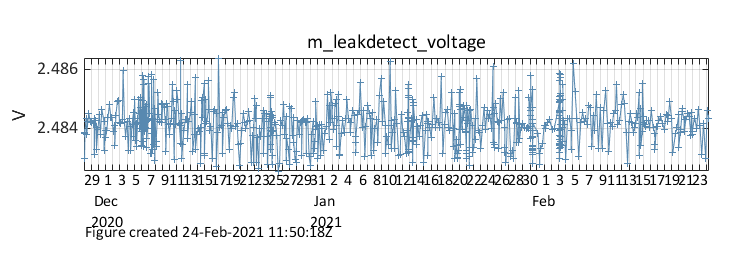 m_leakdetect_voltage
2.486
V
2.484
29 1 3 5 7 9 11 13 15 17 19 21 23 25 27 29 31 2 4 6 8 10 12 14 16 18 20 22 24 26 28 30 1 3 5 7 9 11 13 15 17 19 21 23
Dec Jan Feb
2020 2021
Figure created 24-Feb-2021 11:50:18Z